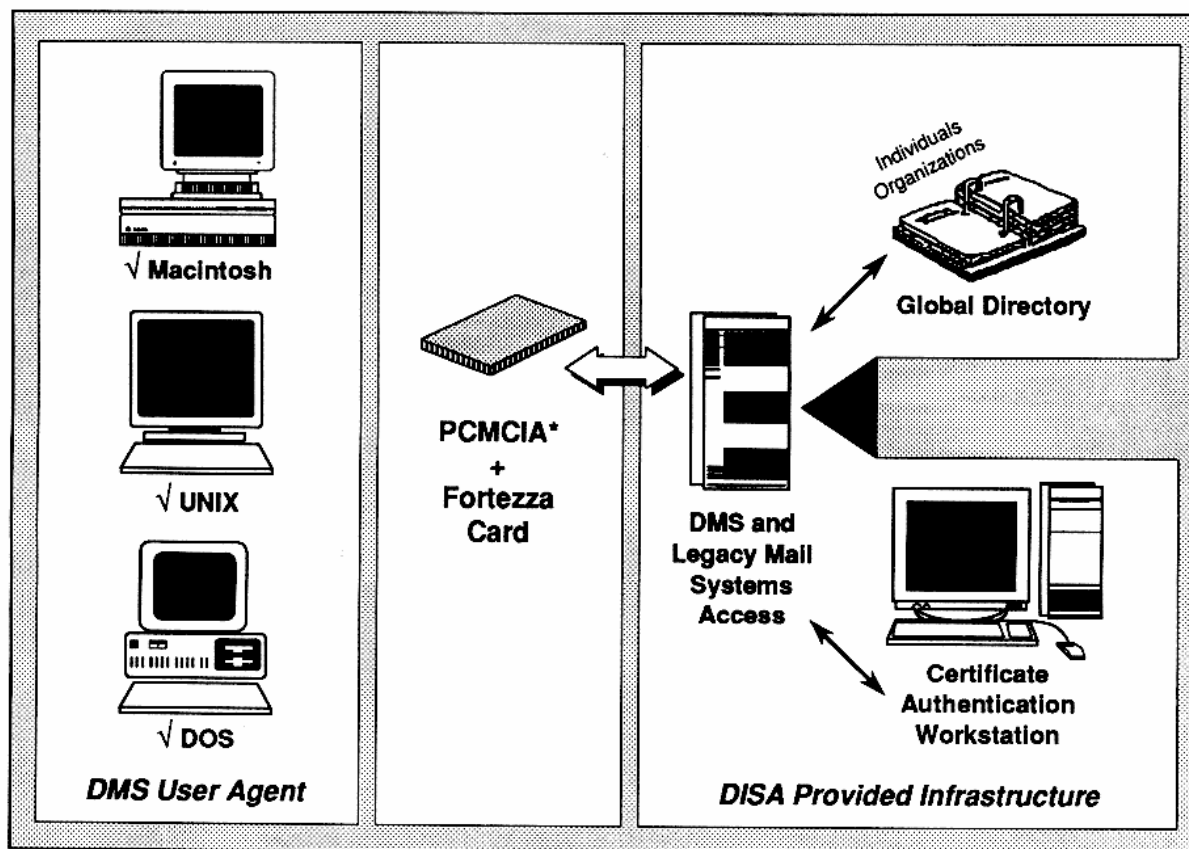 √ Macintosh
√ UNIX
√ DOS
DMS User Agent
PCMCIA*
+
Fortezza
Card
Individuals
Organizations
Global Directory
DMS and
Legacy Mail
Systems
Access
Certificate
Authentication
Workstation
DISA Provided Infrastructure